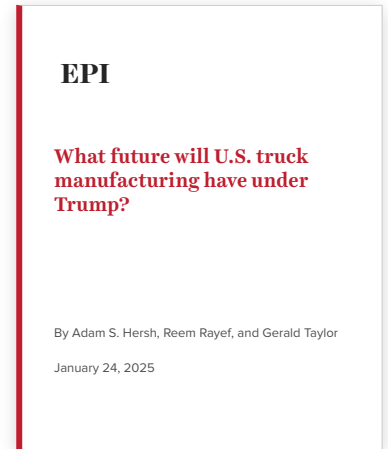 EPI
What future will U.S. truck
manufacturing have under
Trump?
By Adam S. Hersh, Reem Rayef, and Gerald Taylor
January 24, 2025